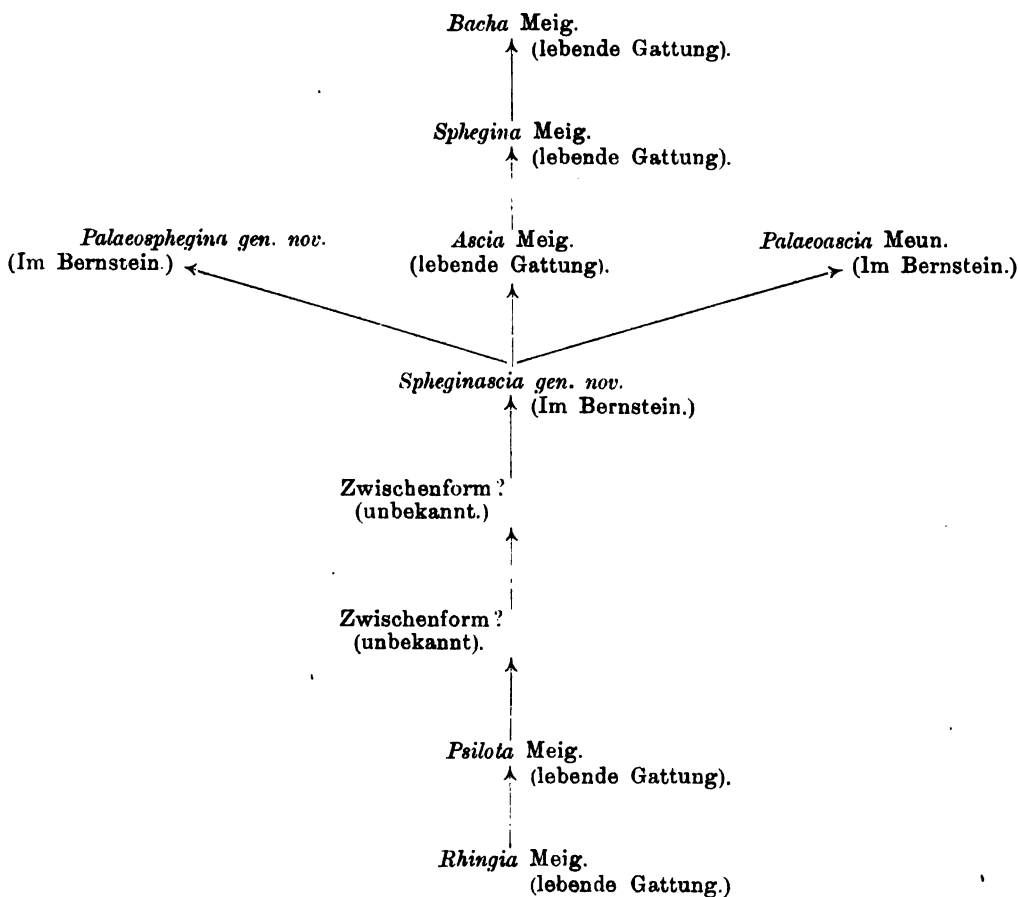 Bacha Meig.
(lebende Gattung).
Sphegina Meig.
(lebende Gattung).
Palaeosphegina gen. nov.
(Im Bernstein.)
Ascia Meig.
(lebende Gattung).
Palaeoascia Meun.
(Im Bernstein.)
Spheginascia gen. nov.
(Im Bernstein.)
Zwischenform?
(unbekannt.)
Zwischenform?
(unbekannt).
Psilota Meig.
(lebende Gattung).
Rhingia Meig.
(lebende Gattung.)